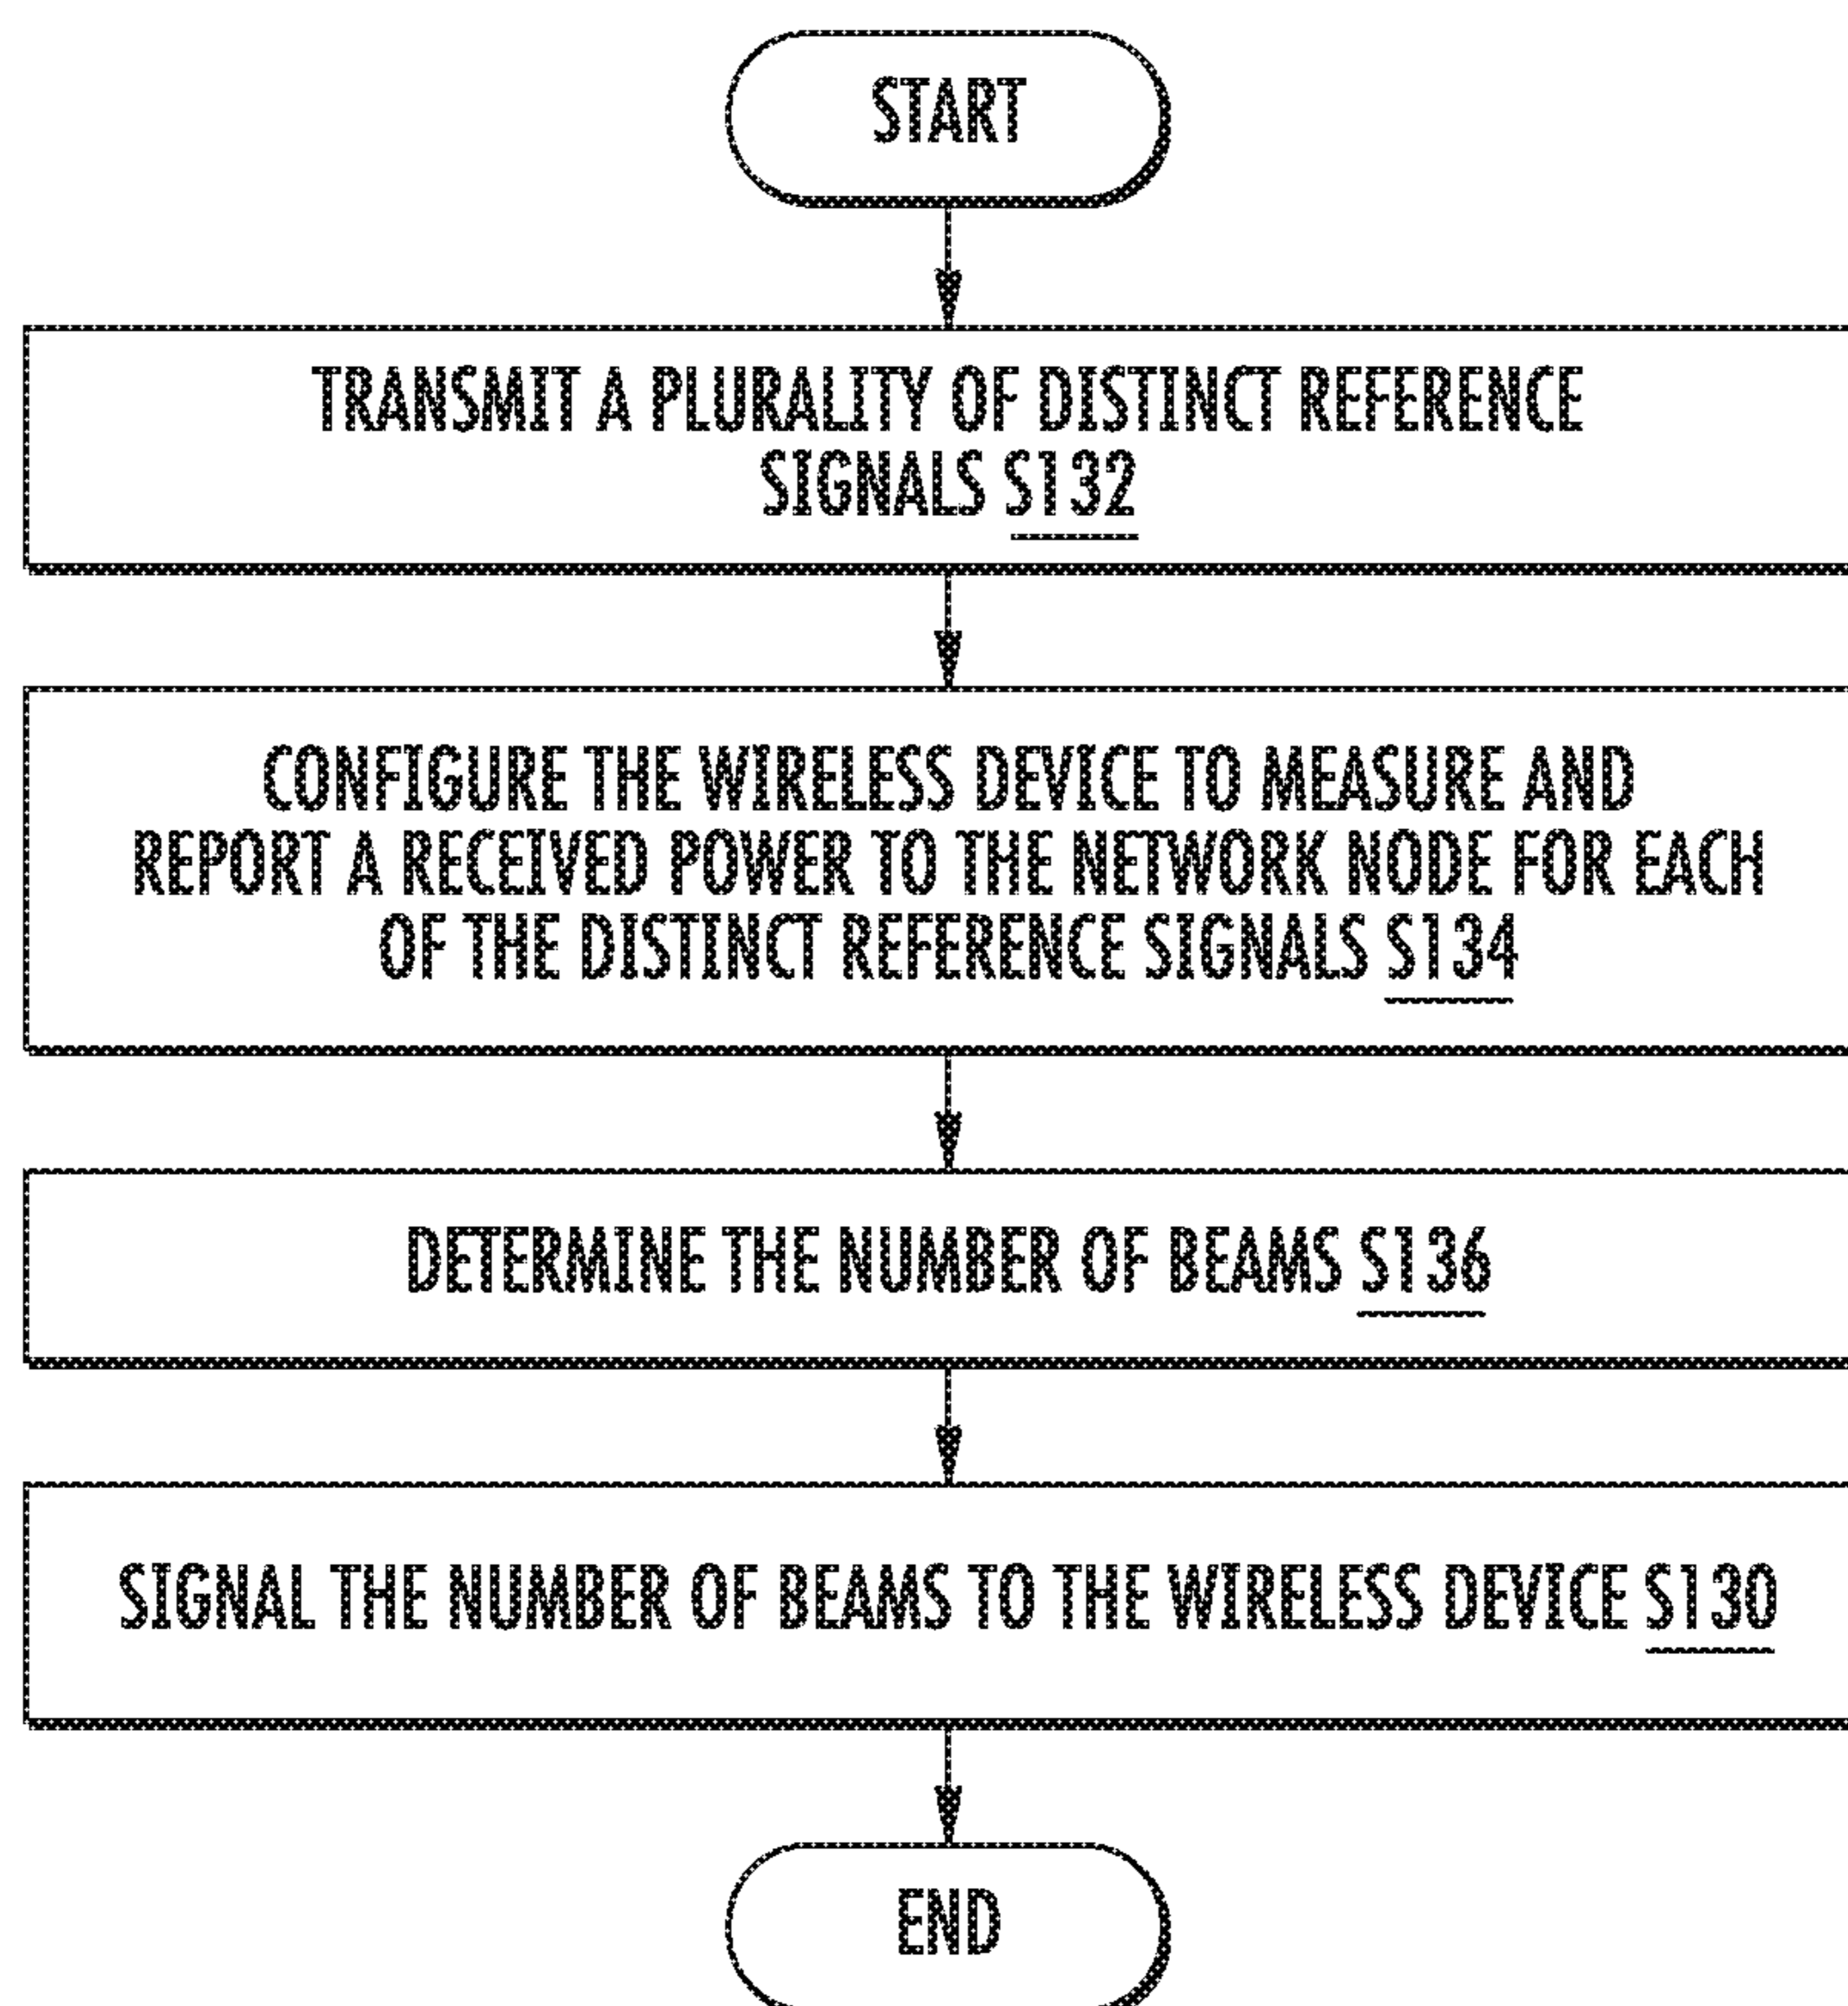 START
TRANSMIT A PLURALITY OF DISTINCT REFERENCE
SIGNALS S132
CONFIGURE THE WIRELESS DEVICE TO MEASURE AND
REPORT A RECEIVED POWER TO THE NETWORK NODE FOR EACH
OF THE DISTINCT REFERENCE SIGNALS S134
DETERMINE THE NUMBER OF BEAMS S136
SIGNAL THE NUMBER OF BEAMS TO THE WIRELESS DEVICE S130
END